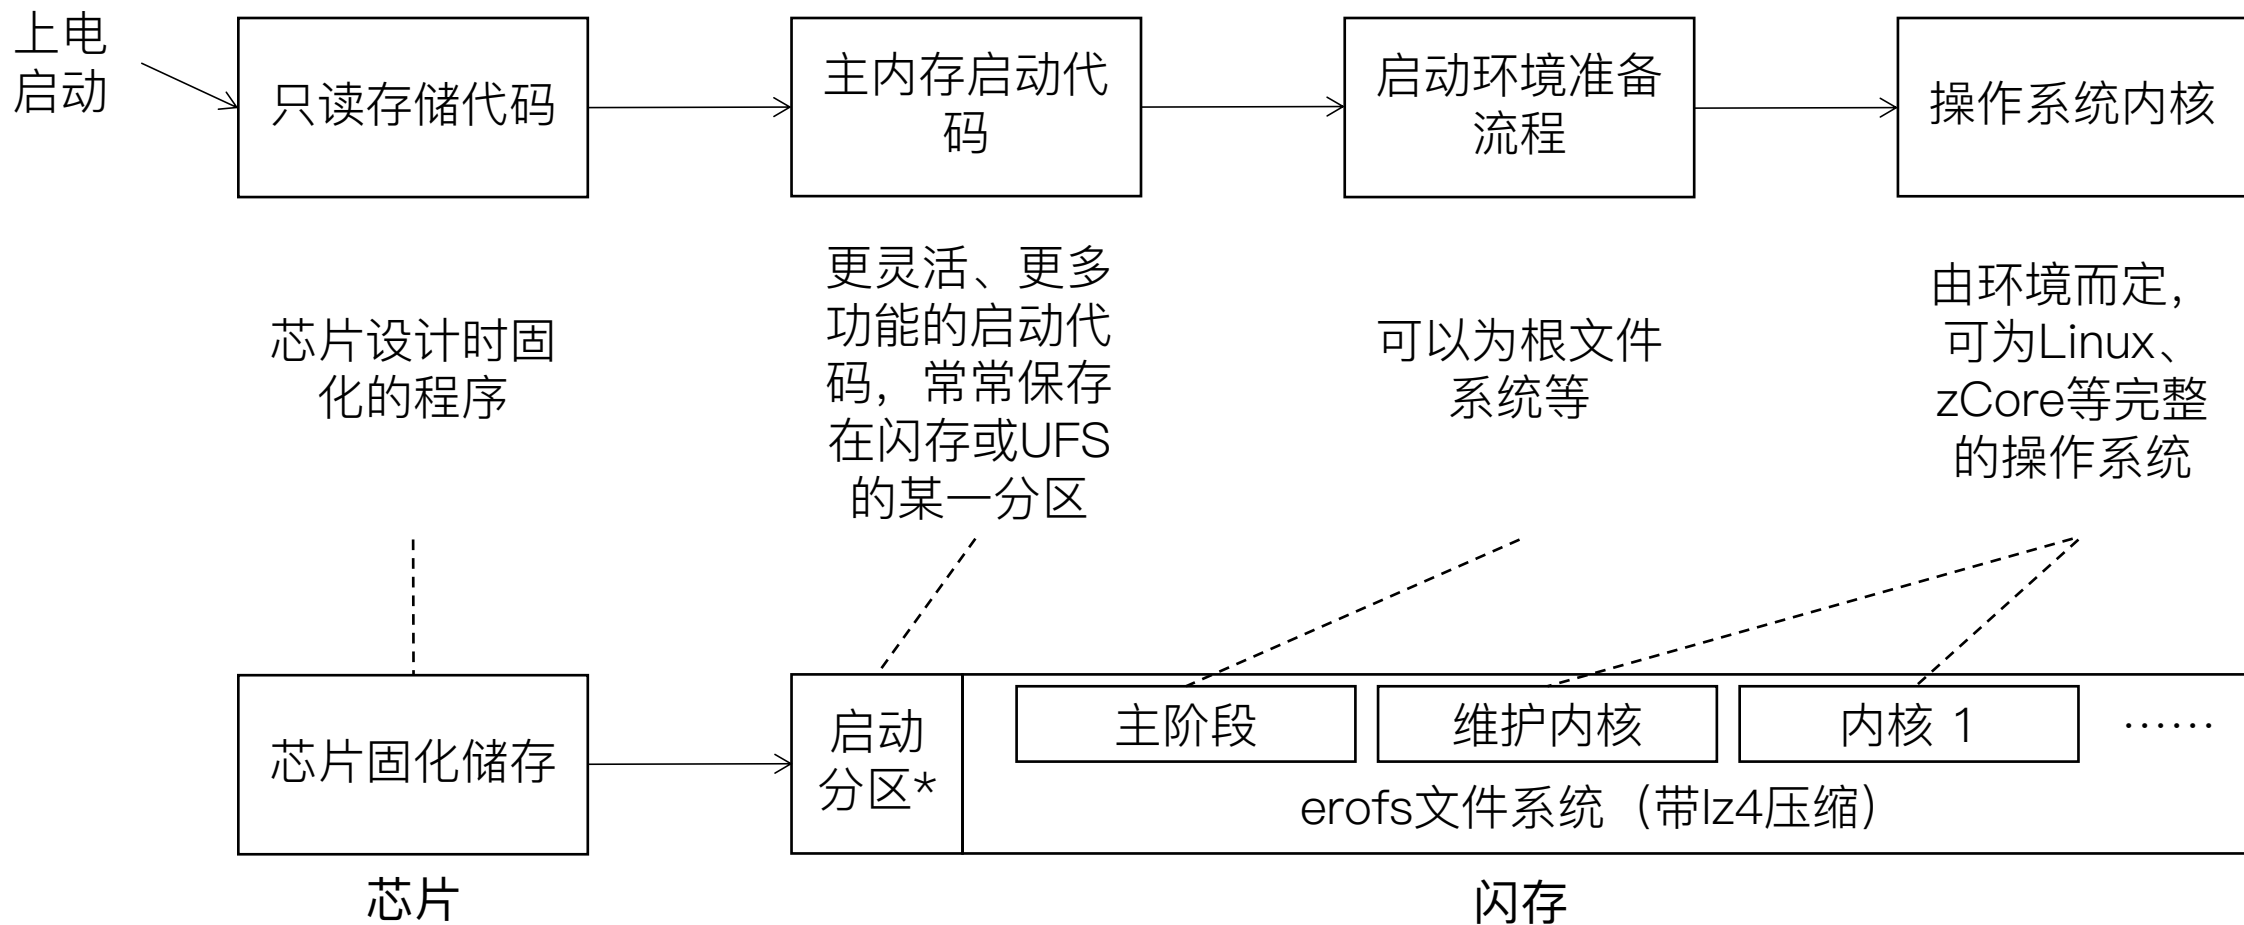 上电
启动
只读存储代码
主内存启动代
码
启动环境准备
流程
操作系统内核
芯片设计时固
化的程序
更灵活、更多
功能的启动代
码，常常保存
在闪存或UFS
的某一分区
可以为根文件
系统等
由环境而定，
可为Linux、
zCore等完整
的操作系统
芯片固化储存
启动
分区*
主阶段
维护内核
内核 1
……
erofs文件系统（带lz4压缩）
芯片
闪存